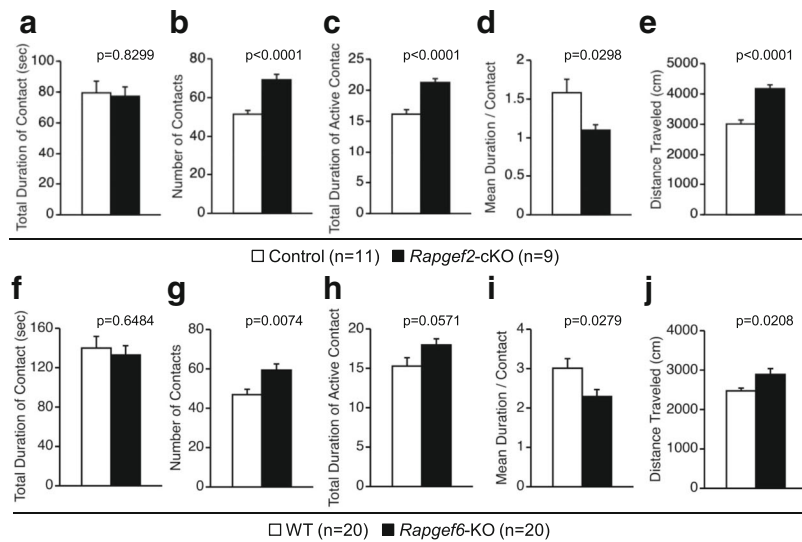 a
p=0.8299
Total Duration of Contact (sec)
100
80
60
40
20
0
b
p<0.0001
Number of Contacts
80
60
40
20
0
c
p<0.0001
Total Duration of Active Contac
25
20
15
10
5
0
d
p=0.0298
Mean Duration / Contact
2
1.5
1
0.5
0
e
p<0.0001
Distance Traveled (cm)
5000
4000
3000
2000
1000
0
Control (n=11) Rapgef2-cKO (n=9)
f
p=0.6484
Total Duration of Contact (sec)
160
120
80
40
0
g
p=0.0074
Number of Contacts
80
60
40
20
0
h
p=0.0571
Total Duration of Active Contact
20
15
10
5
0
i
p=0.0279
Mean Duration / Contact
4
3
2
1
0
j
p=0.0208
Distance Traveled (cm)
4000
3000
2000
1000
0
WT (n=20) Rapgef6-KO (n=20)